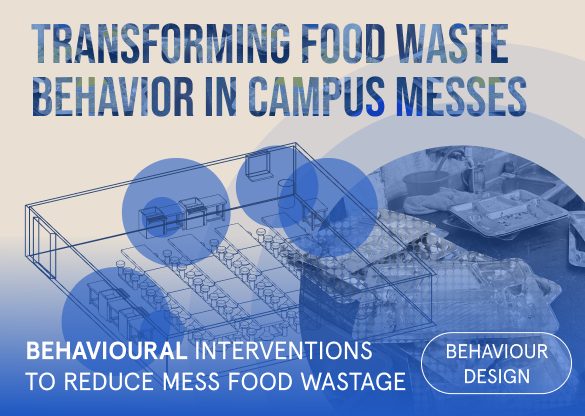 TRANSFORMING FOOD WASTE
BEHAVIOR IN CAMPUS MESSES
BEHAVIOURAL INTERVENTIONS
TO REDUCE MESS FOOD WASTAGE
BEHAVIOUR
DESIGN